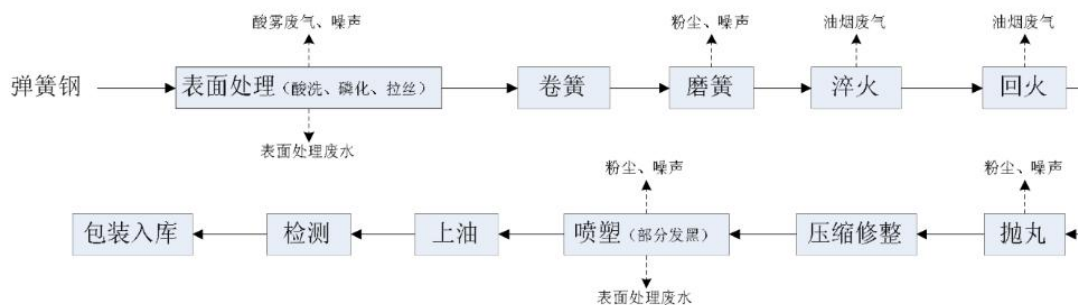 酸雾废气、噪声
粉尘、噪声
油烟废气
油烟废气
弹簧钢
表面处理（酸洗、磷化、拉丝）
卷簧
磨簧
淬火
回火
表面处理废水
粉尘、噪声
粉尘、噪声
包装入库
检测
上油
喷塑（部分发黑）
压缩修整
抛丸
表面处理废水